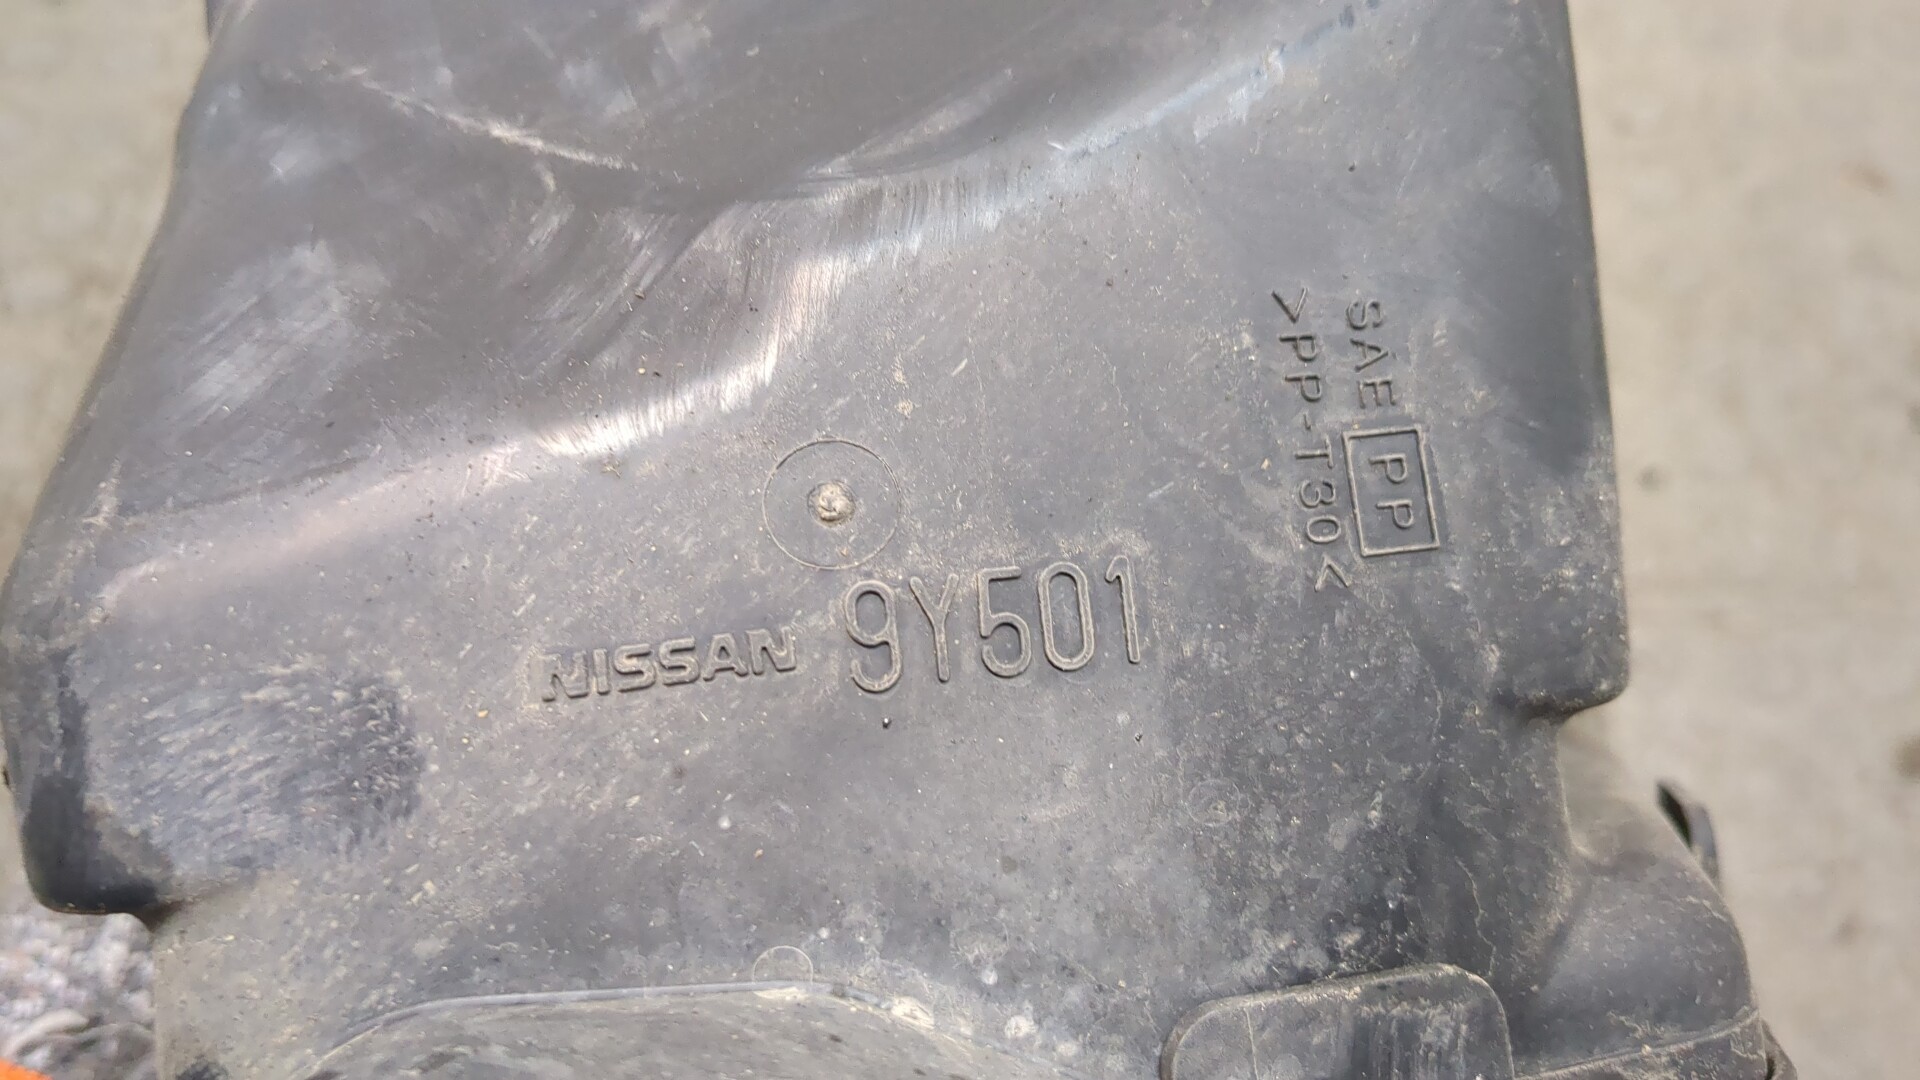 NISSAN 9Y501
SAE PP
>PP-T30<